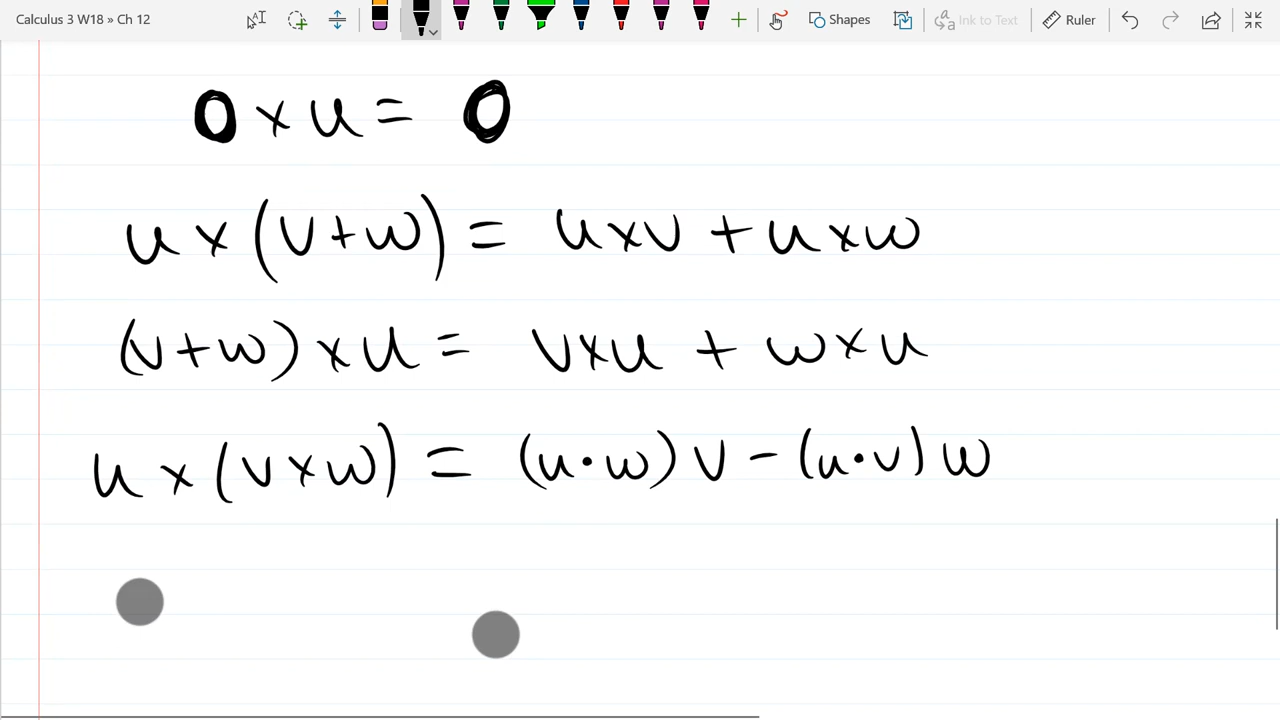 Calculus 3 W18 » Ch 12 Shapes Ink to Text Ruler
0 × u = 0
u × (v + w) = u × v + u × w
(v + w) × u = v × u + w × u
u × (v × w) = (u • w) v − (u • v) w